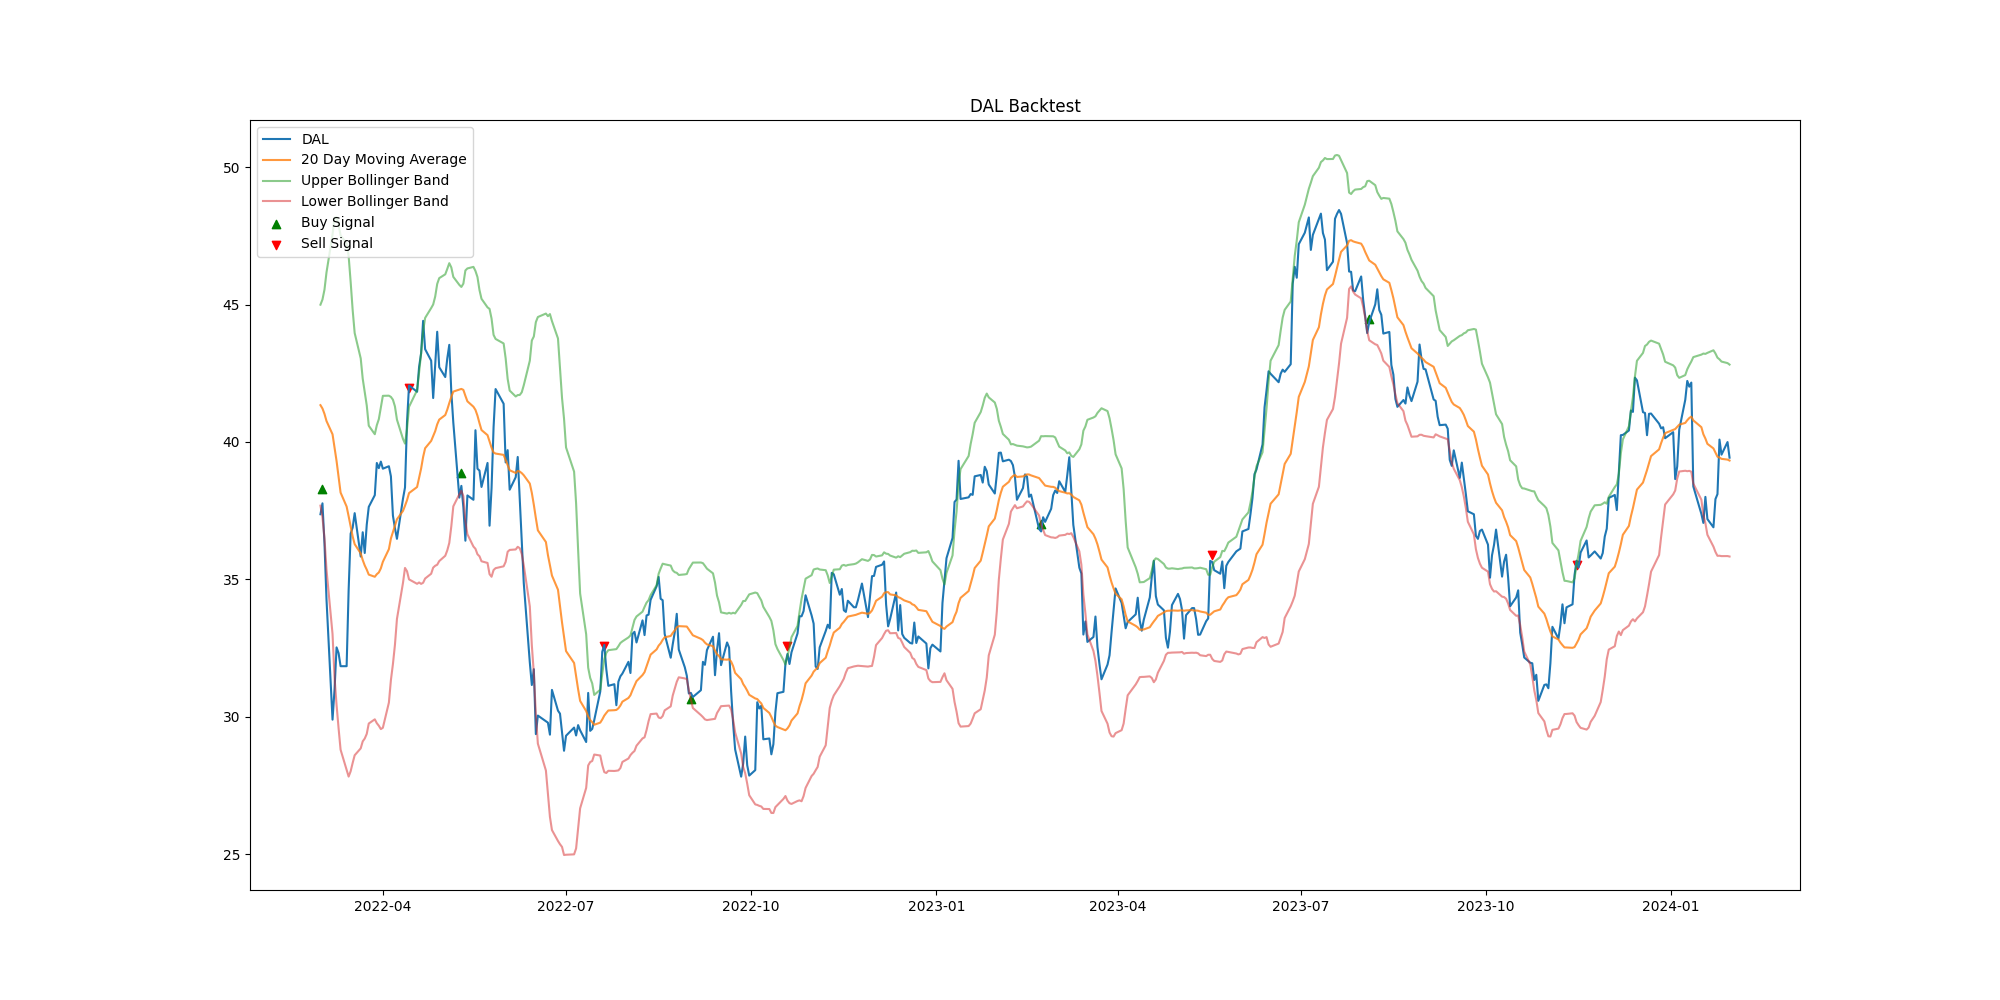 DAL Backtest
DAL
20 Day Moving Average
Upper Bollinger Band
Lower Bollinger Band
Buy Signal
Sell Signal
50
45
40
35
30
25
2022-04
2022-07
2022-10
2023-01
2023-04
2023-07
2023-10
2024-01